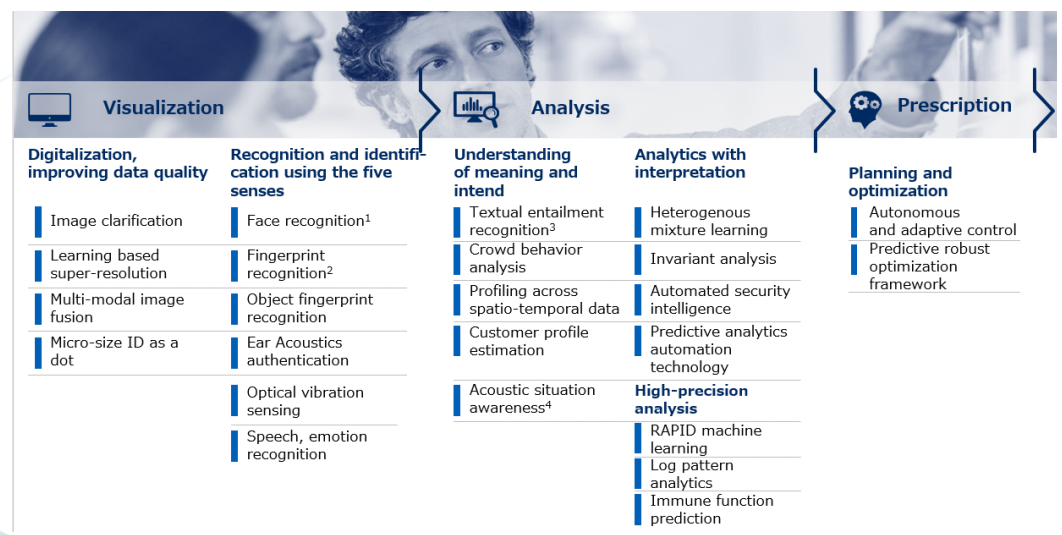 Visualization
Analysis
Prescription
Digitalization,
improving data quality
Image clarification
Learning based
super-resolution
Multi-modal image
fusion
Micro-size ID as a
dot
Recognition and identifi-
cation using the five
senses
Face recognition¹
Fingerprint
recognition²
Object fingerprint
recognition
Ear Acoustics
authentication
Optical vibration
sensing
Speech, emotion
recognition
Understanding
of meaning and
intend
Textual entailment
recognition³
Crowd behavior
analysis
Profiling across
spatio-temporal data
Customer profile
estimation
Acoustic situation
awareness⁴
Analytics with
interpretation
Heterogenous
mixture learning
Invariant analysis
Automated security
intelligence
Predictive analytics
automation
technology
High-precision
analysis
RAPID machine
learning
Log pattern
analytics
Immune function
prediction
Planning and
optimization
Autonomous
and adaptive control
Predictive robust
optimization
framework